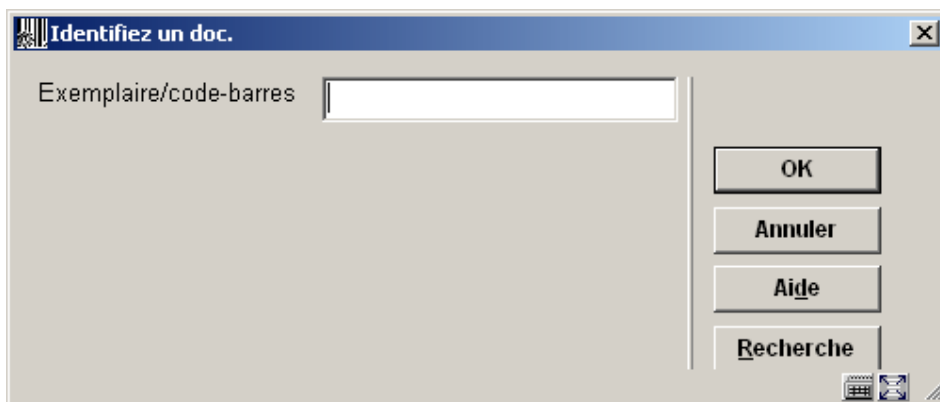 Identifiez un doc.
Exemplaire/code-barres
OK
Annuler
Aide
Recherche